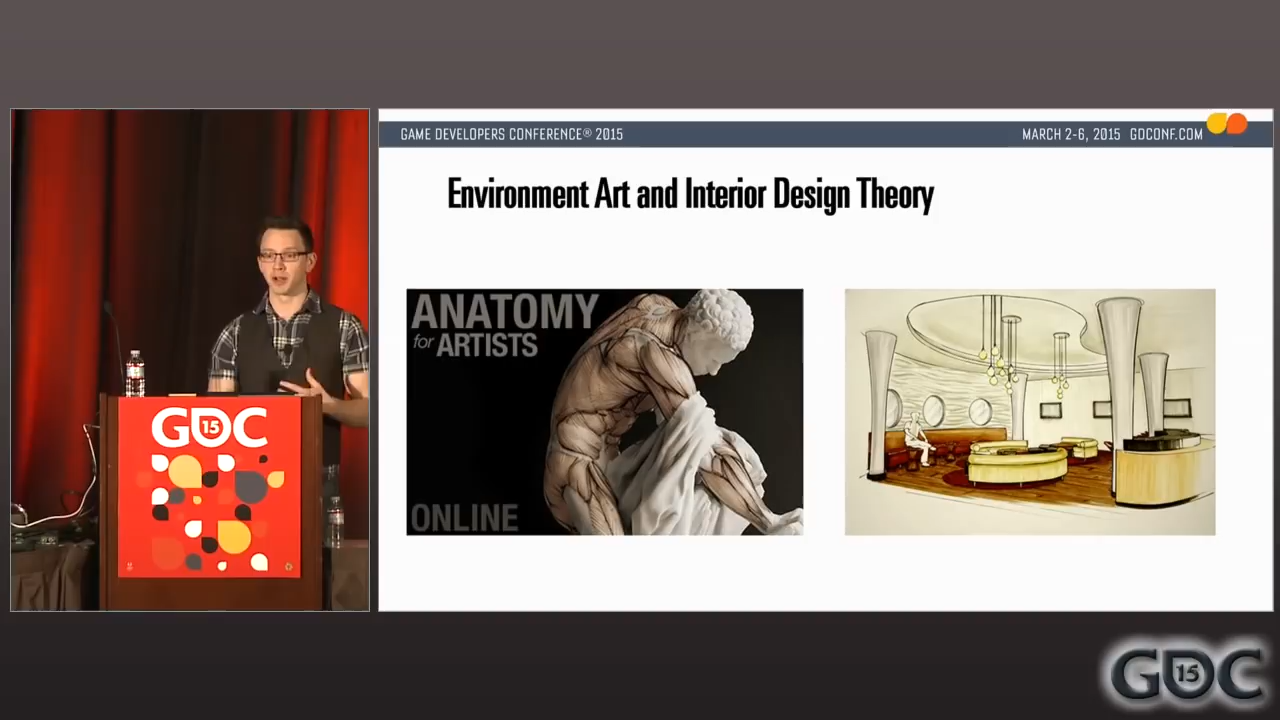 GAME DEVELOPERS CONFERENCE® 2015
MARCH 2-6, 2015 GDCONF.COM
Environment Art and Interior Design Theory
ANATOMY
for ARTISTS
ONLINE
GDC
15
GDC
15